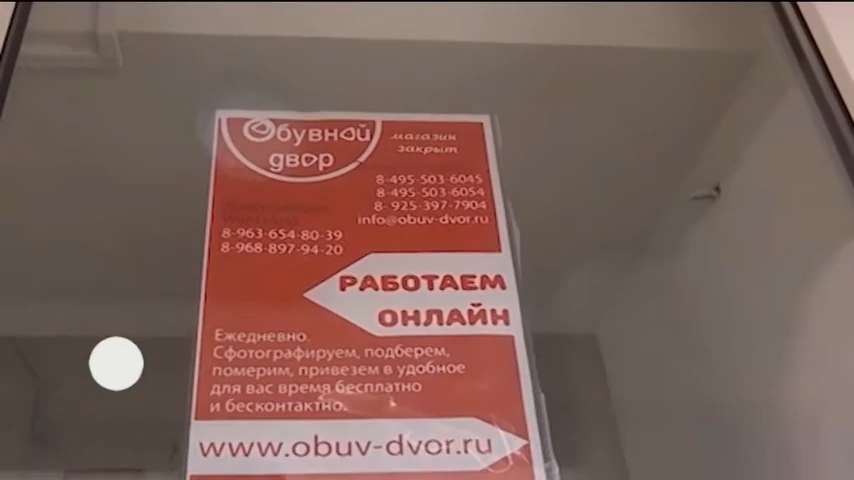 Обувной
двор
магазин
закрыт
8-495-503-6045
8-495-503-6054
8- 925-397-7904
info@obuv-dvor.ru
8-963-654-80-39
8-968-897-94-20
РАБОТАЕМ
ОНЛАЙН
Ежедневно.
Сфотографируем, подберем,
померим, привезем в удобное
для вас время бесплатно
и бесконтактно.
www.obuv-dvor.ru